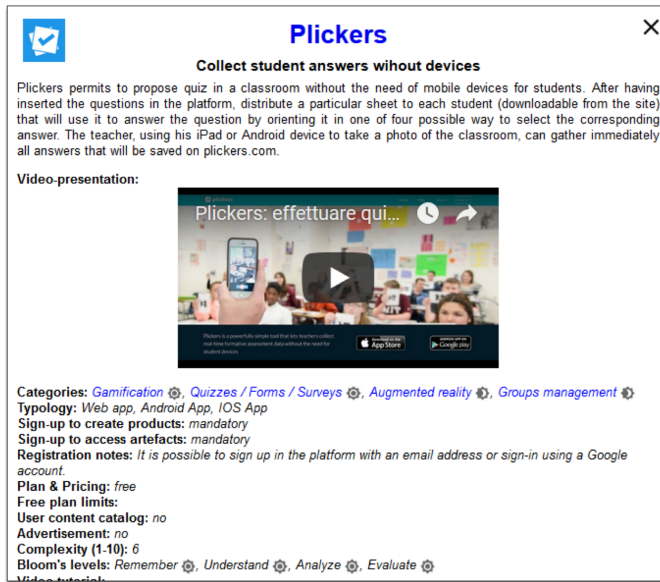 Plickers
Collect student answers wihout devices
Plickers permits to propose quiz in a classroom without the need of mobile devices for students. After having
inserted the questions in the platform, distribute a particular sheet to each student (downloadable from the site)
that will use it to answer the question by orienting it in one of four possible way to select the corresponding
answer. The teacher, using his iPad or Android device to take a photo of the classroom, can gather immediately
all answers that will be saved on plickers.com.
Video-presentation:
plickers
Plickers: effettuare qui...
Plickers is a powerfully simple tool that lets teachers collect
real-time formative assessment data without the need for
student devices.
Download on the
App Store
ANDROID APP ON
Google play
Categories: Gamification, Quizzes / Forms / Surveys, Augmented reality, Groups management
Typology: Web app, Android App, IOS App
Sign-up to create products: mandatory
Sign-up to access artefacts: mandatory
Registration notes: It is possible to sign up in the platform with an email address or sign-in using a Google
account.
Plan & Pricing: free
Free plan limits:
User content catalog: no
Advertisement: no
Complexity (1-10): 6
Bloom's levels: Remember, Understand, Analyze, Evaluate
Video tutorial: